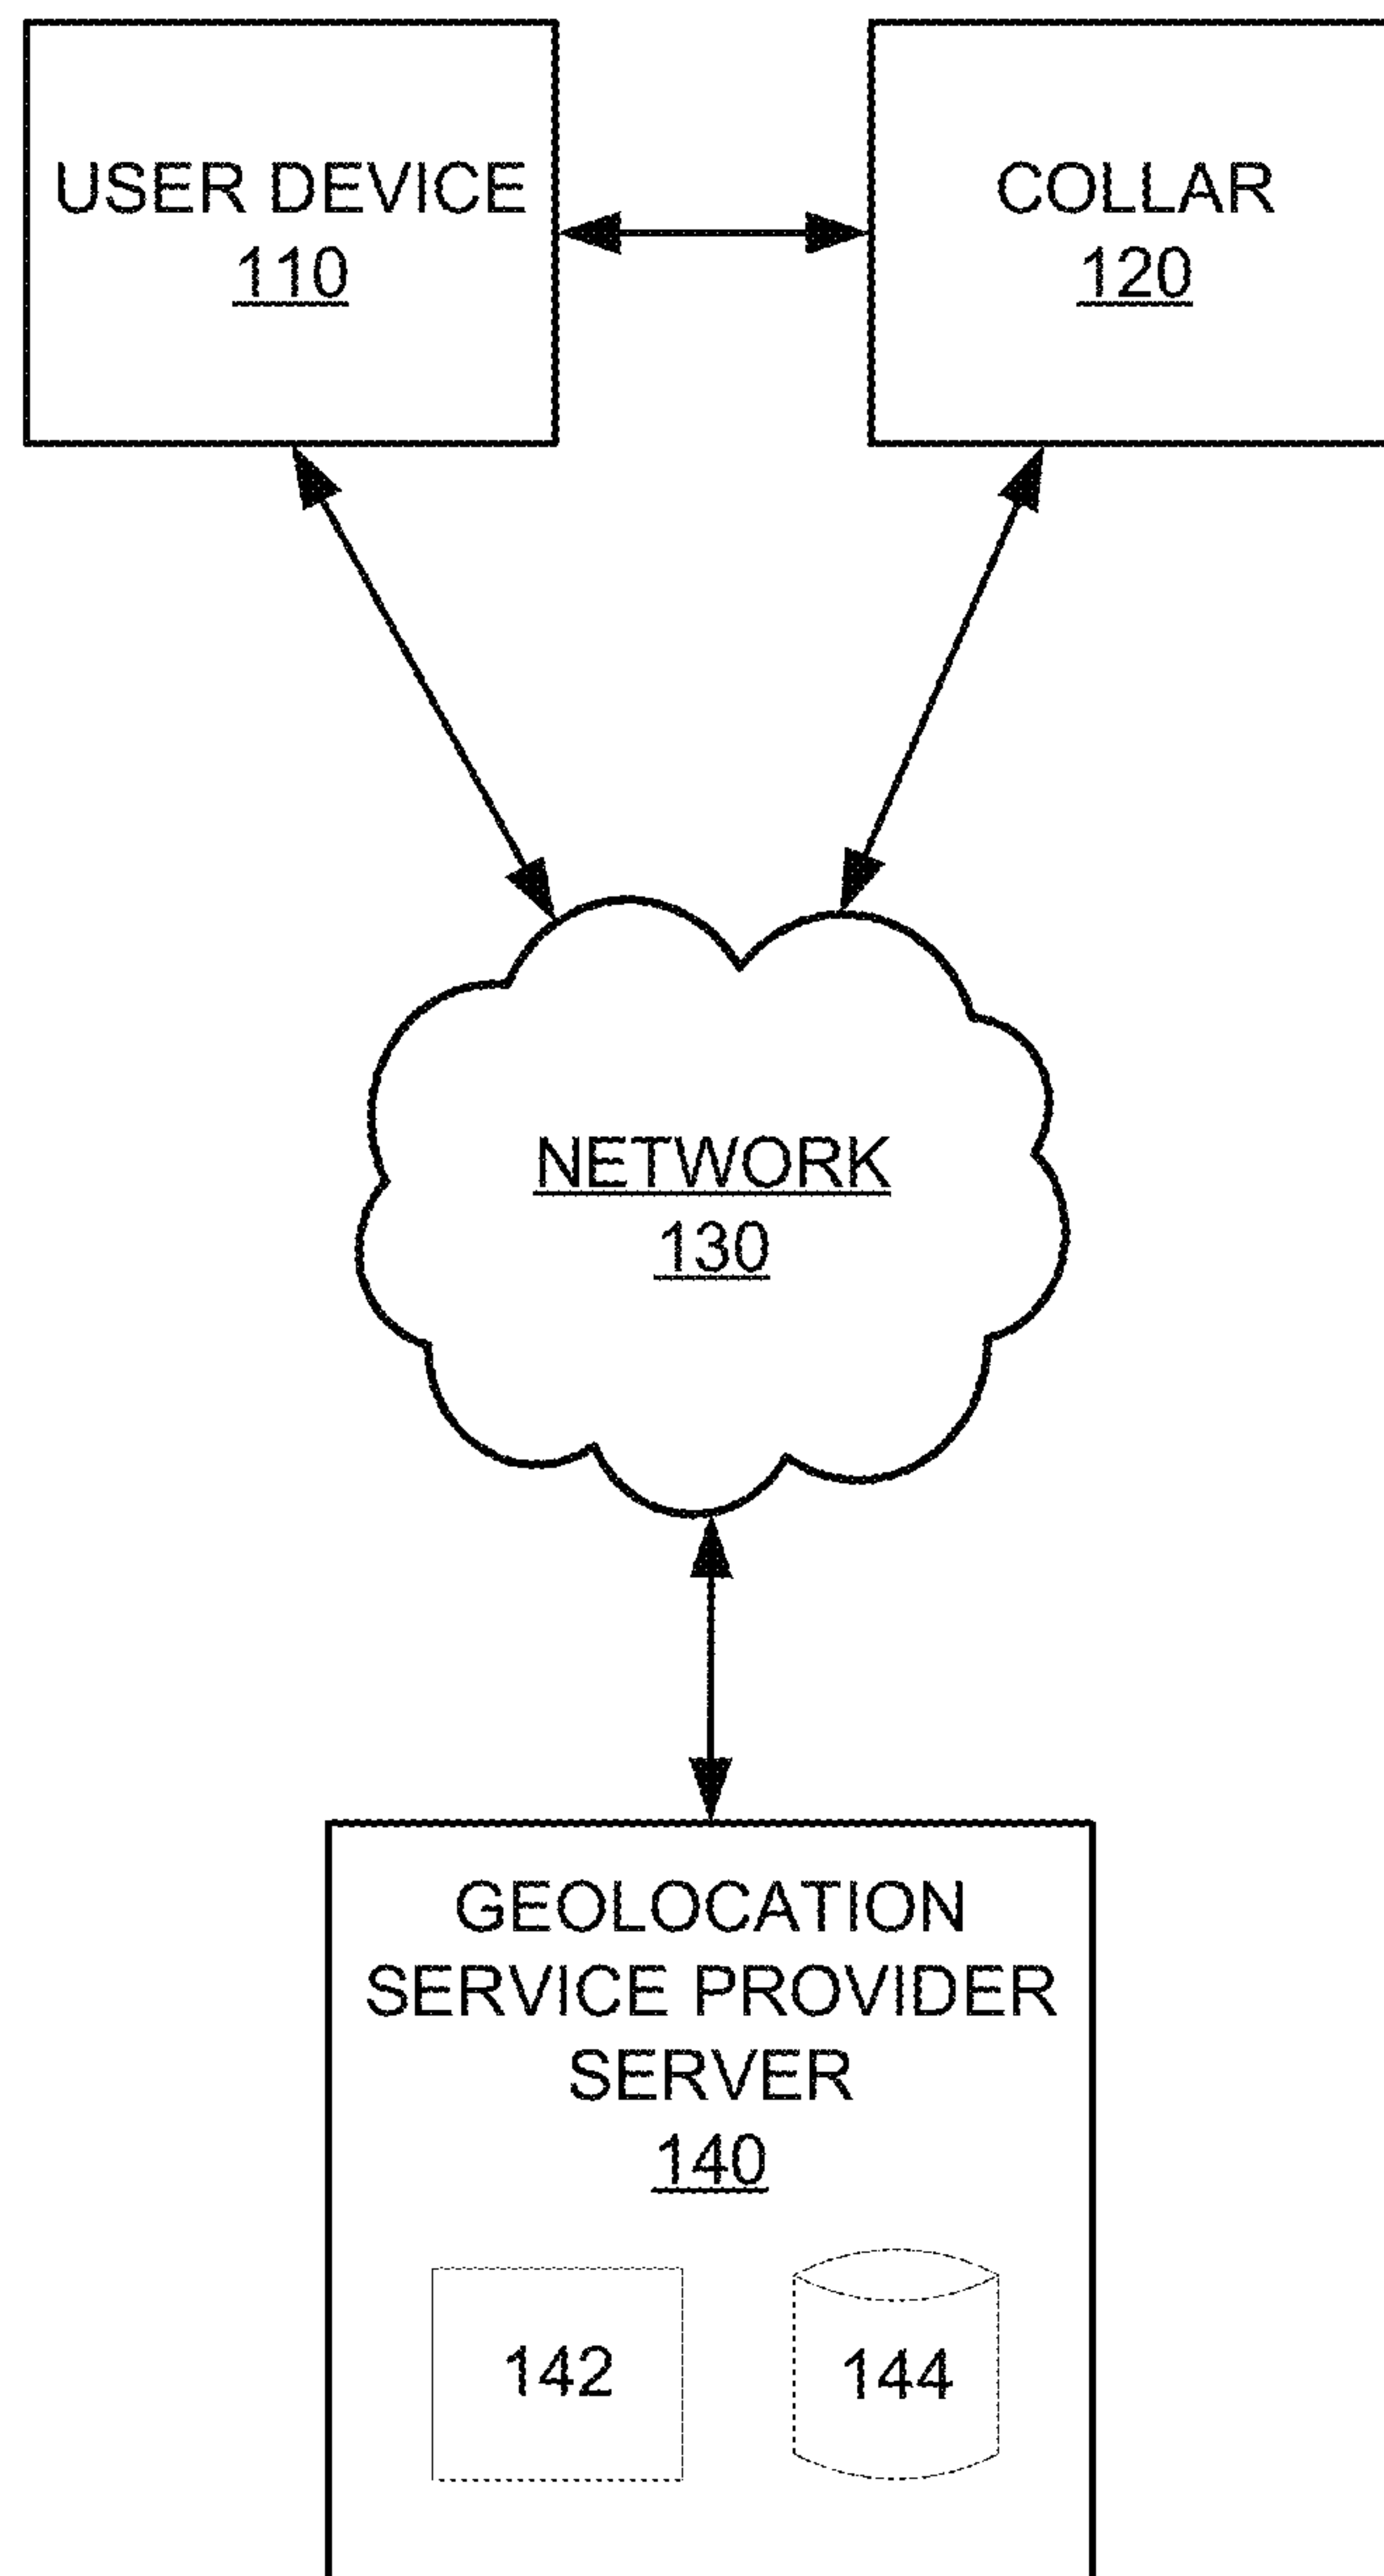 USER DEVICE
110
COLLAR
120
NETWORK
130
GEOLOCATION
SERVICE PROVIDER
SERVER
140
142
144